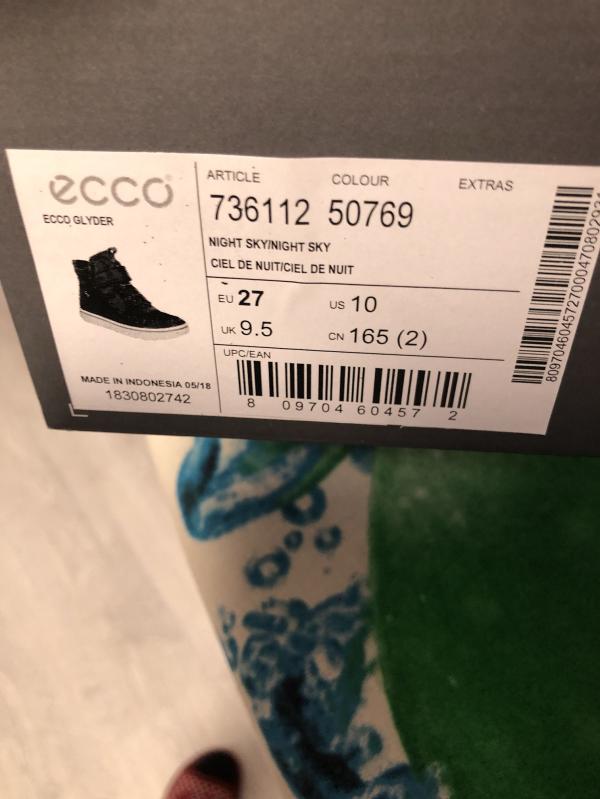 ecco
ECCO GLYDER
MADE IN INDONESIA 05/18
1830802742
ARTICLE COLOUR EXTRAS
736112 50769
NIGHT SKY/NIGHT SKY
CIEL DE NUIT/CIEL DE NUIT
EU 27 US 10
UK 9.5 CN 165 (2)
UPC/EAN
8 09704 60457 2